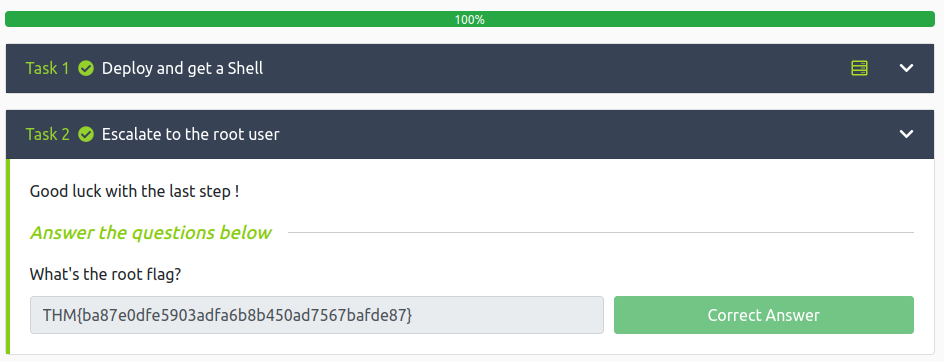 100%
Task 1 Deploy and get a Shell
Task 2 Escalate to the root user
Good luck with the last step !
Answer the questions below
What's the root flag?
THM{ba87e0dfe5903adfa6b8b450ad7567bafde87} Correct Answer